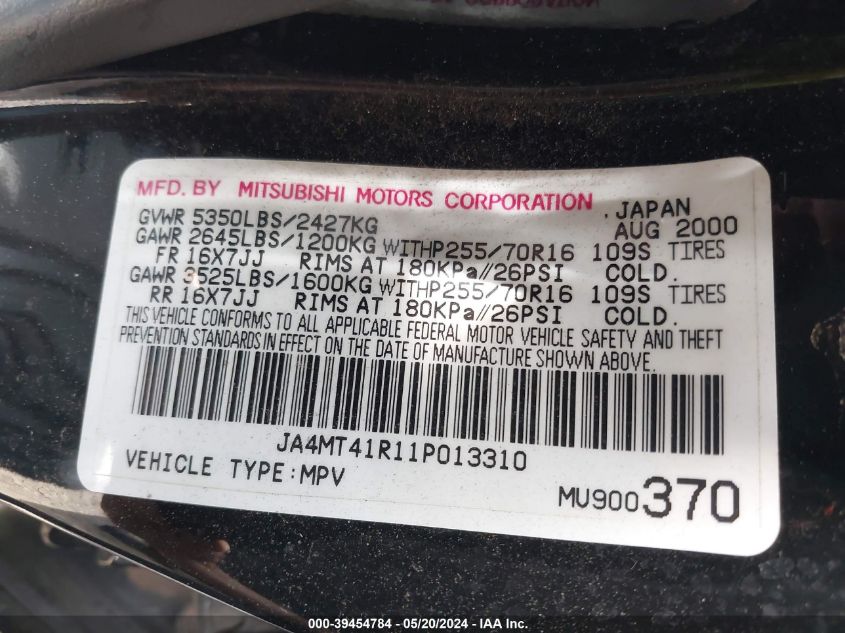 MFD. BY MITSUBISHI MOTORS CORPORATION, JAPAN
GVWR 5350LBS/2427KG AUG 2000
GAWR 2645LBS/1200KG WITHP255/70R16 109S TIRES
FR 16X7JJ RIMS AT 180KPa//26PSI COLD.
GAWR 3525LBS/1600KG WITHP255/70R16 109S TIRES
RR 16X7JJ RIMS AT 180KPa//26PSI COLD.
THIS VEHICLE CONFORMS TO ALL APPLICABLE FEDERAL MOTOR VEHICLE SAFETY AND THEFT
PREVENTION STANDARDS IN EFFECT ON THE DATE OF MANUFACTURE SHOWN ABOVE.
JA4MT41R11P013310
VEHICLE TYPE:MPV
MU900370
000-39454784 - 05/20/2024 - IAA Inc.